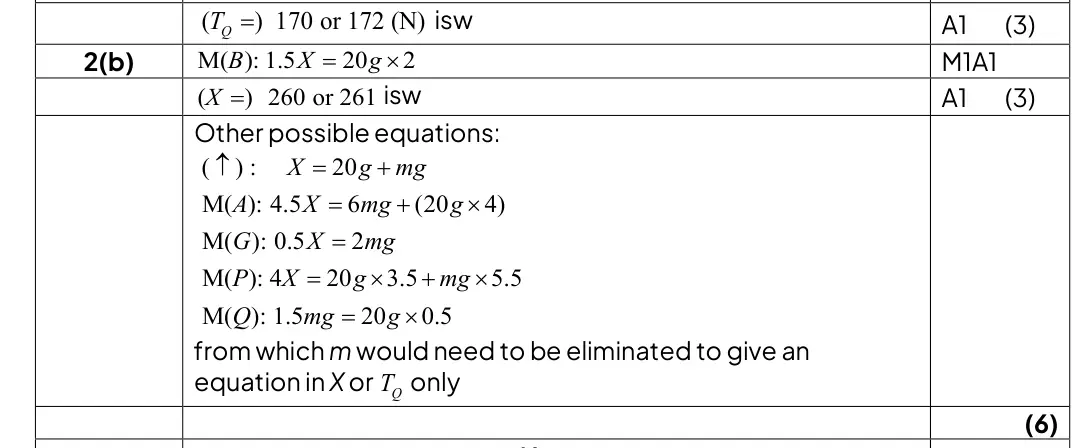 (T_Q =) 170 or 172 (N) isw A1 (3)
2(b) M(B): 1.5X = 20g × 2 M1A1
(X =) 260 or 261 isw A1 (3)
Other possible equations:
(↑): X = 20g + mg
M(A): 4.5X = 6mg + (20g × 4)
M(G): 0.5X = 2mg
M(P): 4X = 20g × 3.5 + mg × 5.5
M(Q): 1.5mg = 20g × 0.5
from which m would need to be eliminated to give an
equation in X or T_Q only
(6)